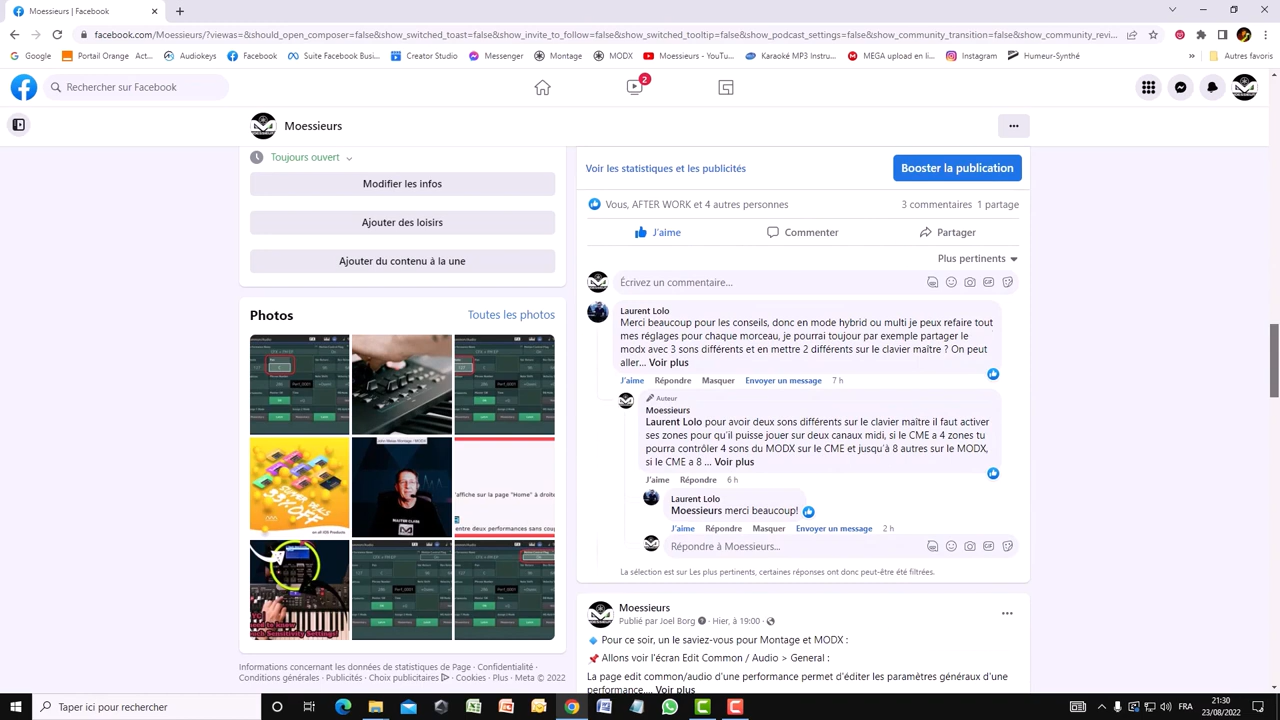 Moessieurs | Facebook
facebook.com/Moessieurs/?viewas=&should_open_composer=false&show_switched_toast=false&show_invite_to_follow=false&show_switched_tooltip=false&show_podcast_settings=false&show_community_transition=false&show_community_revi...
Google Portail Orange Act... Audiokeys Facebook Suite Facebook Busi... Creator Studio Messenger Montage MODX Moessieurs - YouTu... Karaoké MP3 Instru... MEGA upload en li... Instagram Humeur-Synthé » Autres favoris
Rechercher sur Facebook
2
Moessieurs
Toujours ouvert
Modifier les infos
Ajouter des loisirs
Ajouter du contenu à la une
Photos Toutes les photos
'affiche sur la page "Home" à droite
entre deux performances sans coup
Informations concernant les données de statistiques de Page · Confidentialité ·
Conditions générales · Publicités · Choix publicitaires · Cookies · Plus · Meta © 2022
Voir les statistiques et les publicités Booster la publication
Vous, AFTER WORK et 4 autres personnes 3 commentaires 1 partage
J'aime Commenter Partager
Plus pertinents
Écrivez un commentaire...
Laurent Lolo
Merci beaucoup pour les conseils, donc en mode hybrid ou multi je peux refaire tout
mes réglages pour chaque morceau, je pourrai toujour par exemple partager le
modx avec 3 sons différents et en mettre 2 différents sur le clavier maître ? On peut
aller... Voir plus
J'aime Répondre Masquer Envoyer un message 7 h
Auteur
Moessieurs
Laurent Lolo pour avoir deux sons différents sur le clavier maître il faut activer
ses zones pour qu'il puisse jouer sur deux canaux midi, si le CME a 4 zones tu
pourra contrôler 4 sons du MODX sur le CME et jusqu'à 8 autres sur le MODX,
si le CME a 8 ... Voir plus
J'aime Répondre 6 h
Laurent Lolo
Moessieurs merci beaucoup!
J'aime Répondre Masquer Envoyer un message 2 h
Répondre à Moessieurs...
La sélection est sur Les plus pertinents, certaines réponses ont donc peut-être été filtrées.
Moessieurs
Hier, à 19:00 ·
Pour ce soir, un le saviez-vous pour Montage et MODX :
Allons voir l'écran Edit Common / Audio > General :
La page edit common/audio d'une performance permet d'éditer les paramètres généraux d'une
performance.... Voir plus
Taper ici pour rechercher
FRA
21:30
23/08/2022